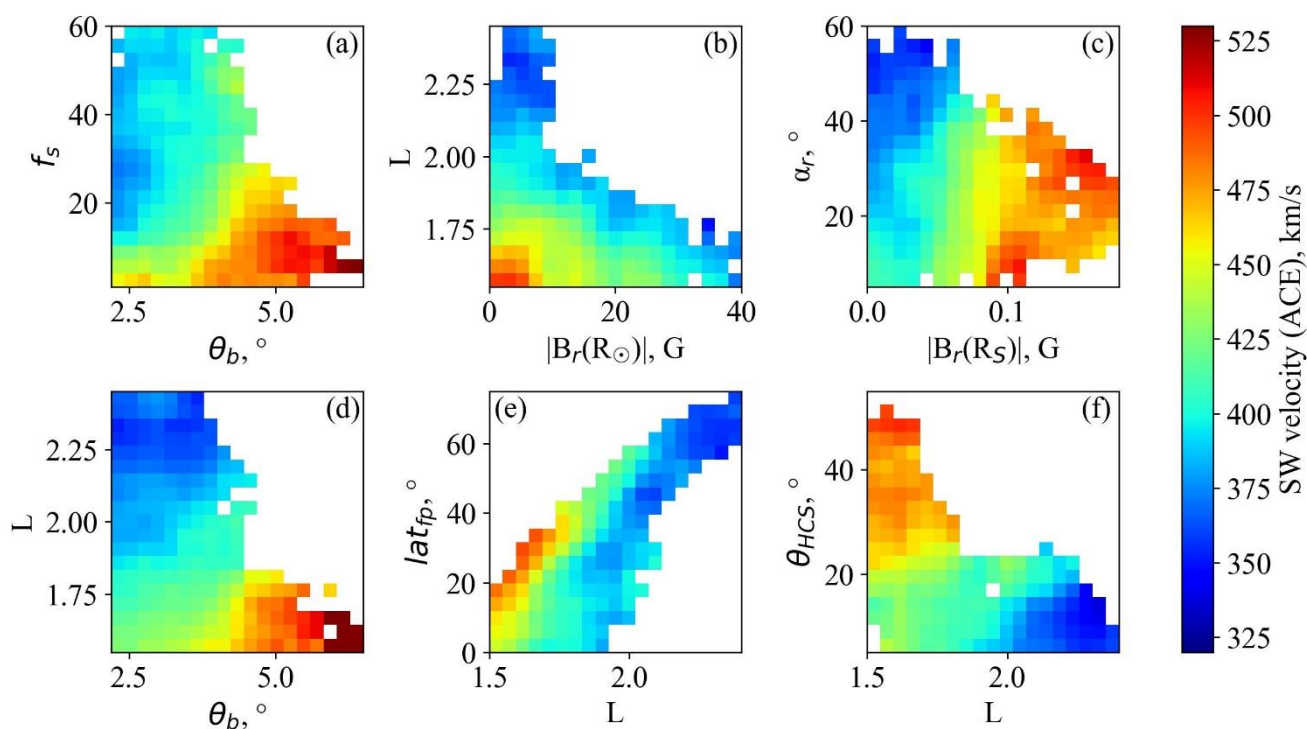 (a)
60
40
20
f_s
2.5 5.0
θ_b, °
(b)
2.25
2.00
1.75
L
0 20 40
|B_r(R_⊙)|, G
(c)
60
40
20
α_r, °
0.0 0.1
|B_r(R_S)|, G
(d)
2.25
2.00
1.75
L
2.5 5.0
θ_b, °
(e)
60
40
20
0
lat_fp, °
1.5 2.0
L
(f)
40
20
θ_HCS, °
1.5 2.0
L
525
500
475
450
425
400
375
350
325
SW velocity (ACE), km/s